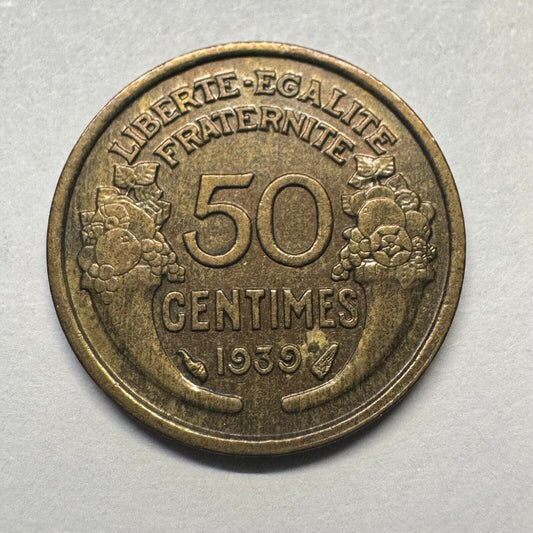 LIBERTE·EGALITE
FRATERNITE
50
CENTIMES
1939